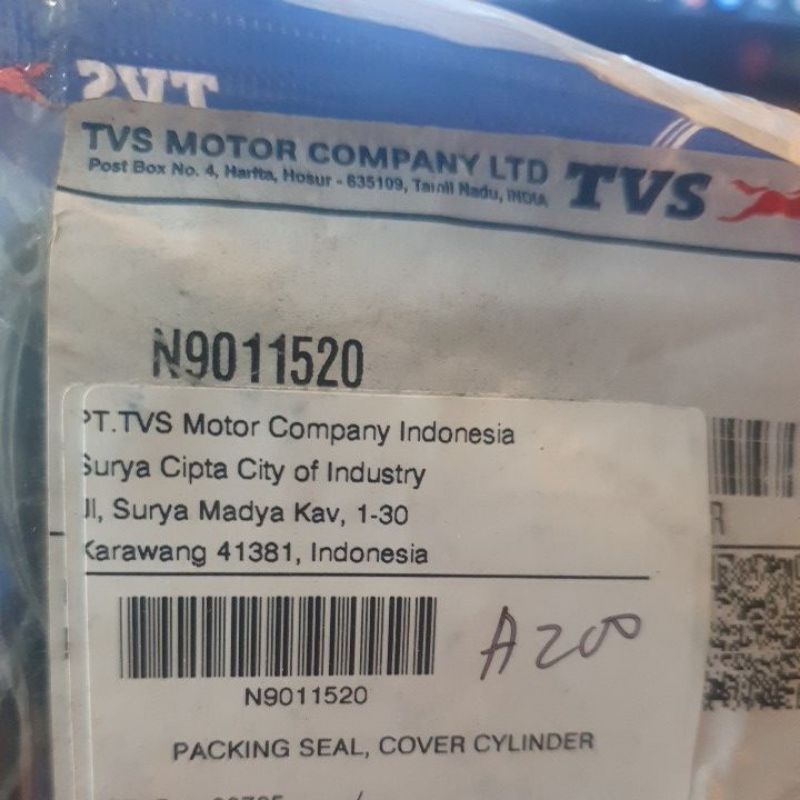 TVS
TVS MOTOR COMPANY LTD
Post Box No. 4, Harita, Hosur - 635109, Tamil Nadu, INDIA
TVS
N9011520
PT.TVS Motor Company Indonesia
Surya Cipta City of Industry
Jl, Surya Madya Kav, 1-30
Karawang 41381, Indonesia
R
A200
N9011520
PACKING SEAL, COVER CYLINDER